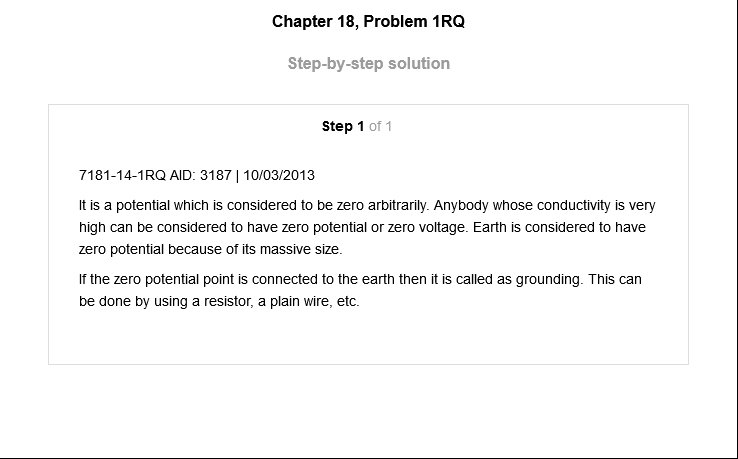 Chapter 18, Problem 1RQ
Step-by-step solution
Step 1 of 1
7181-14-1RQ AID: 3187 | 10/03/2013
It is a potential which is considered to be zero arbitrarily. Anybody whose conductivity is very
high can be considered to have zero potential or zero voltage. Earth is considered to have
zero potential because of its massive size.
If the zero potential point is connected to the earth then it is called as grounding. This can
be done by using a resistor, a plain wire, etc.